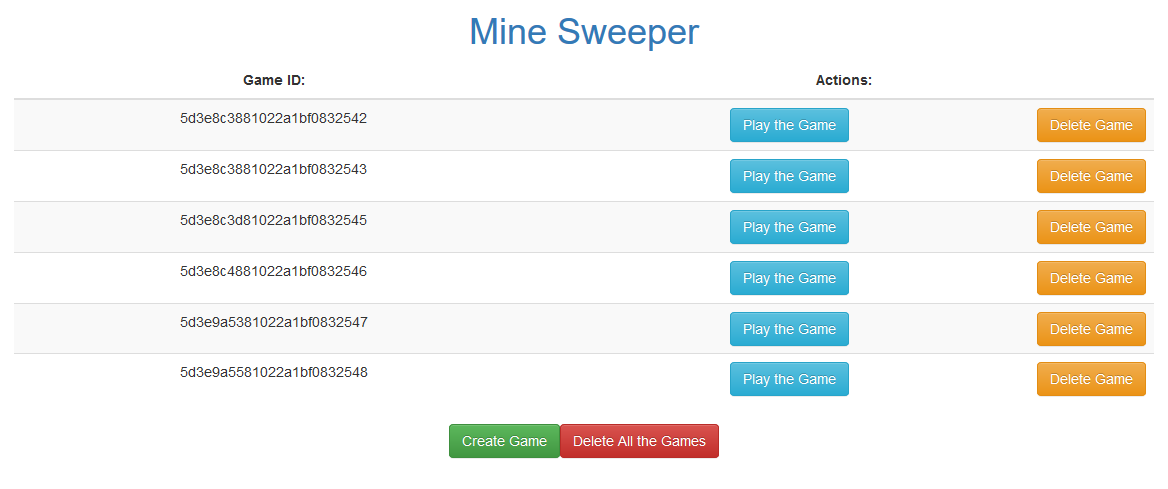 Mine Sweeper
Game ID: Actions:
5d3e8c3881022a1bf0832542 Play the Game Delete Game
5d3e8c3881022a1bf0832543 Play the Game Delete Game
5d3e8c3d81022a1bf0832545 Play the Game Delete Game
5d3e8c4881022a1bf0832546 Play the Game Delete Game
5d3e9a5381022a1bf0832547 Play the Game Delete Game
5d3e9a5581022a1bf0832548 Play the Game Delete Game
Create Game Delete All the Games